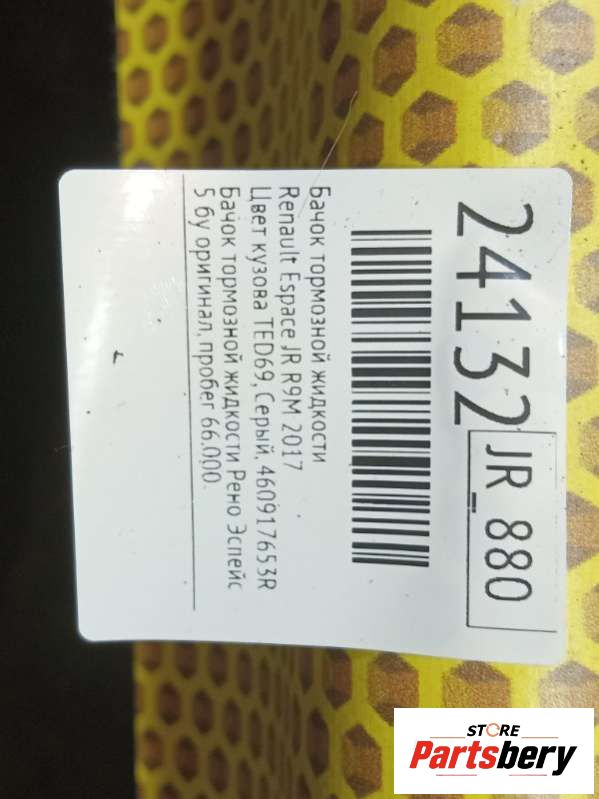 24132
JR_880
Бачок тормозной жидкости
Renault Espace JR R9M 2017
Цвет кузова TED69, Серый, 460917653R
Бачок тормозной жидкости Рено Эспейс
5 бу оригинал, пробег 66.000.
STORE
Partsbery